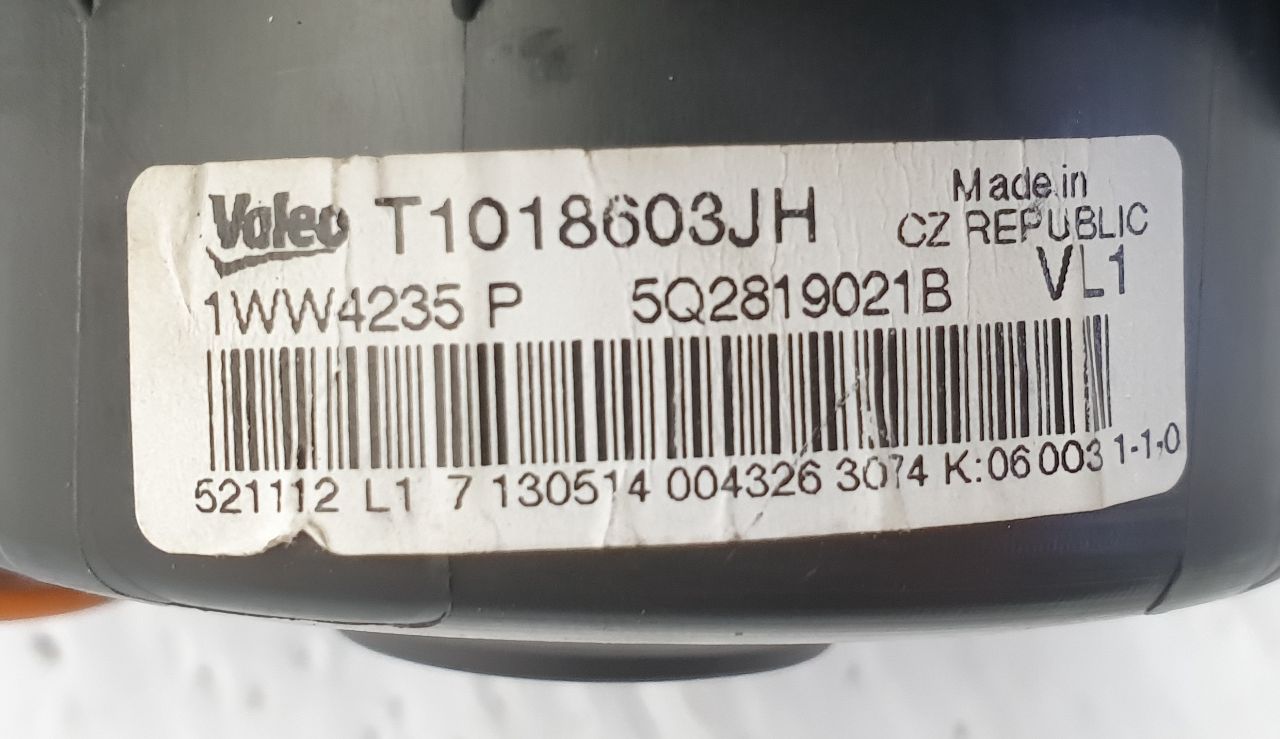 Valeo T1018603JH Made in
CZ REPUBLIC
1WW4235 P 5Q2819021B VL1
521112 L1 7 130514 004326 3074 K:06 003 1-1-0